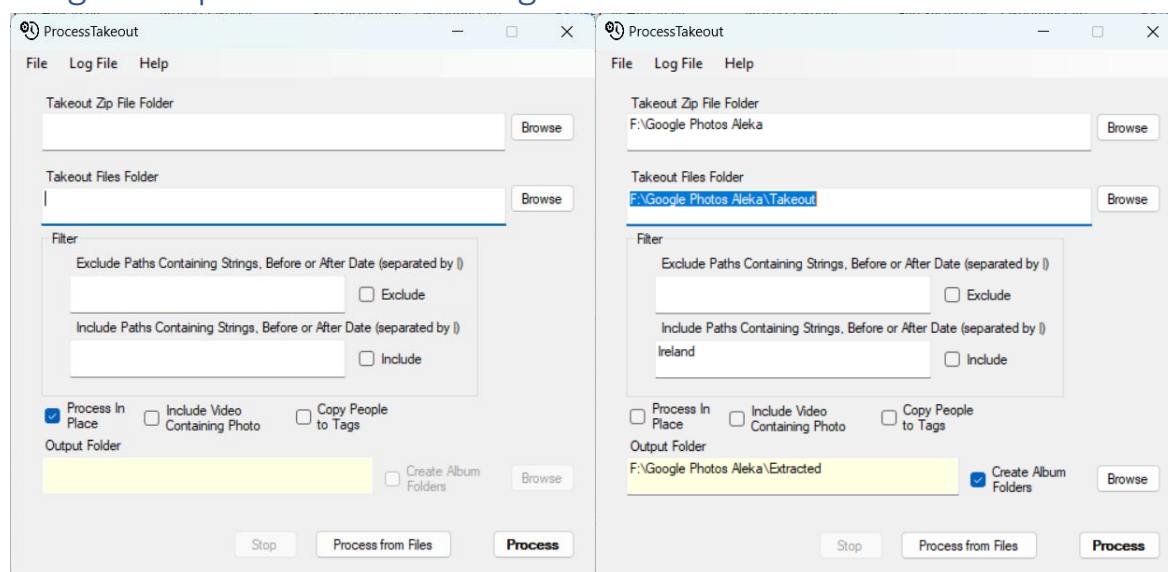 ProcessTakeout
File Log File Help
Takeout Zip File Folder
Browse
Takeout Files Folder
Browse
Filter
Exclude Paths Containing Strings, Before or After Date (separated by |)
Exclude
Include Paths Containing Strings, Before or After Date (separated by |)
Include
Process In
Place
Include Video
Containing Photo
Copy People
to Tags
Output Folder
Create Album
Folders
Browse
Stop
Process from Files
Process
ProcessTakeout
File Log File Help
Takeout Zip File Folder
F:\Google Photos Aleka
Browse
Takeout Files Folder
F:\Google Photos Aleka\Takeout
Browse
Filter
Exclude Paths Containing Strings, Before or After Date (separated by |)
Exclude
Include Paths Containing Strings, Before or After Date (separated by |)
Ireland
Include
Process In
Place
Include Video
Containing Photo
Copy People
to Tags
Output Folder
F:\Google Photos Aleka\Extracted
Create Album
Folders
Browse
Stop
Process from Files
Process